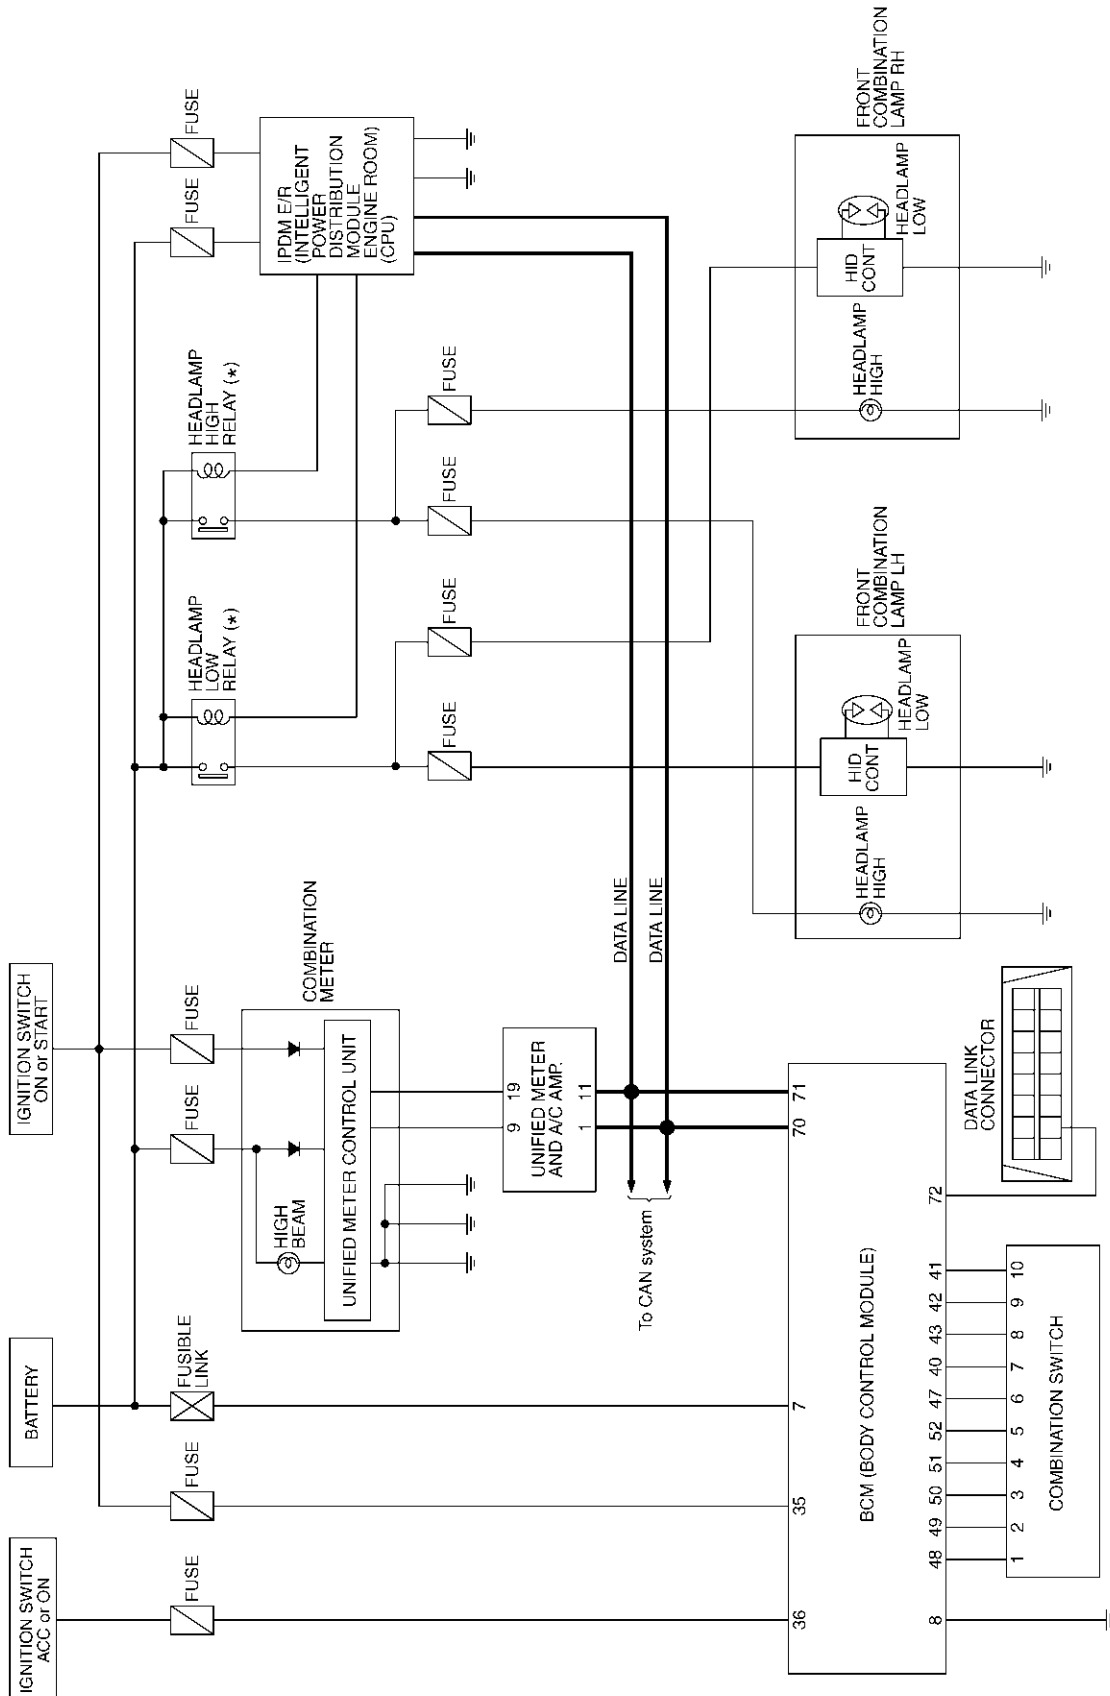 IGNITION SWITCH
ACC or ON
BATTERY
IGNITION SWITCH
ON or START
FUSE
FUSE
FUSIBLE
LINK
FUSE
FUSE
HEADLAMP
LOW
RELAY (*)
HEADLAMP
HIGH
RELAY (*)
FUSE
FUSE
COMBINATION
METER
HIGH
BEAM
UNIFIED METER CONTROL UNIT
IPDM E/R
(INTELLIGENT
POWER
DISTRIBUTION
MODULE
ENGINE ROOM)
(CPU)
FUSE
FUSE
FUSE
FUSE
9
19
UNIFIED METER
AND A/C AMP.
1
11
To CAN system
DATA LINE
DATA LINE
36
35
7
70
71
BCM (BODY CONTROL MODULE)
8
48
49
50
51
52
47
40
43
42
41
72
1
2
3
4
5
6
7
8
9
10
COMBINATION SWITCH
DATA LINK
CONNECTOR
FRONT
COMBINATION
LAMP LH
HEADLAMP
HIGH
HID
CONT
HEADLAMP
LOW
FRONT
COMBINATION
LAMP RH
HEADLAMP
HIGH
HID
CONT
HEADLAMP
LOW